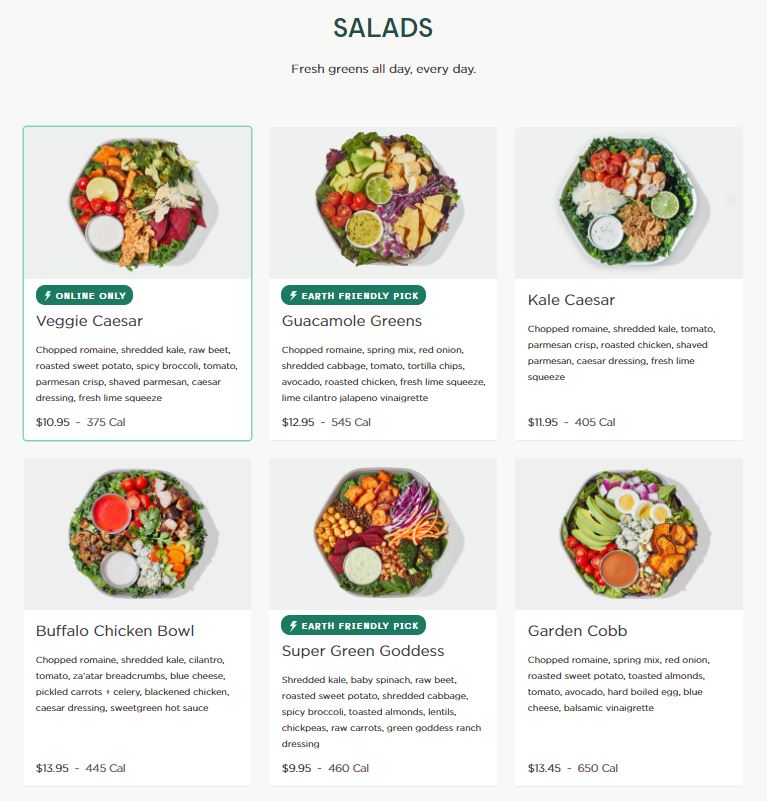 SALADS
Fresh greens all day, every day.
ONLINE ONLY
Veggie Caesar
Chopped romaine, shredded kale, raw beet,
roasted sweet potato, spicy broccoli, tomato,
parmesan crisp, shaved parmesan, caesar
dressing, fresh lime squeeze
$10.95 - 375 Cal
EARTH FRIENDLY PICK
Guacamole Greens
Chopped romaine, spring mix, red onion,
shredded cabbage, tomato, tortilla chips,
avocado, roasted chicken, fresh lime squeeze,
lime cilantro jalapeno vinaigrette
$12.95 - 545 Cal
Kale Caesar
Chopped romaine, shredded kale, tomato,
parmesan crisp, roasted chicken, shaved
parmesan, caesar dressing, fresh lime
squeeze
$11.95 - 405 Cal
Buffalo Chicken Bowl
Chopped romaine, shredded kale, cilantro,
tomato, za'atar breadcrumbs, blue cheese,
pickled carrots + celery, blackened chicken,
caesar dressing, sweetgreen hot sauce
$13.95 - 445 Cal
EARTH FRIENDLY PICK
Super Green Goddess
Shredded kale, baby spinach, raw beet,
roasted sweet potato, shredded cabbage,
spicy broccoli, toasted almonds, lentils,
chickpeas, raw carrots, green goddess ranch
dressing
$9.95 - 460 Cal
Garden Cobb
Chopped romaine, spring mix, red onion,
roasted sweet potato, toasted almonds,
tomato, avocado, hard boiled egg, blue
cheese, balsamic vinaigrette
$13.45 - 650 Cal